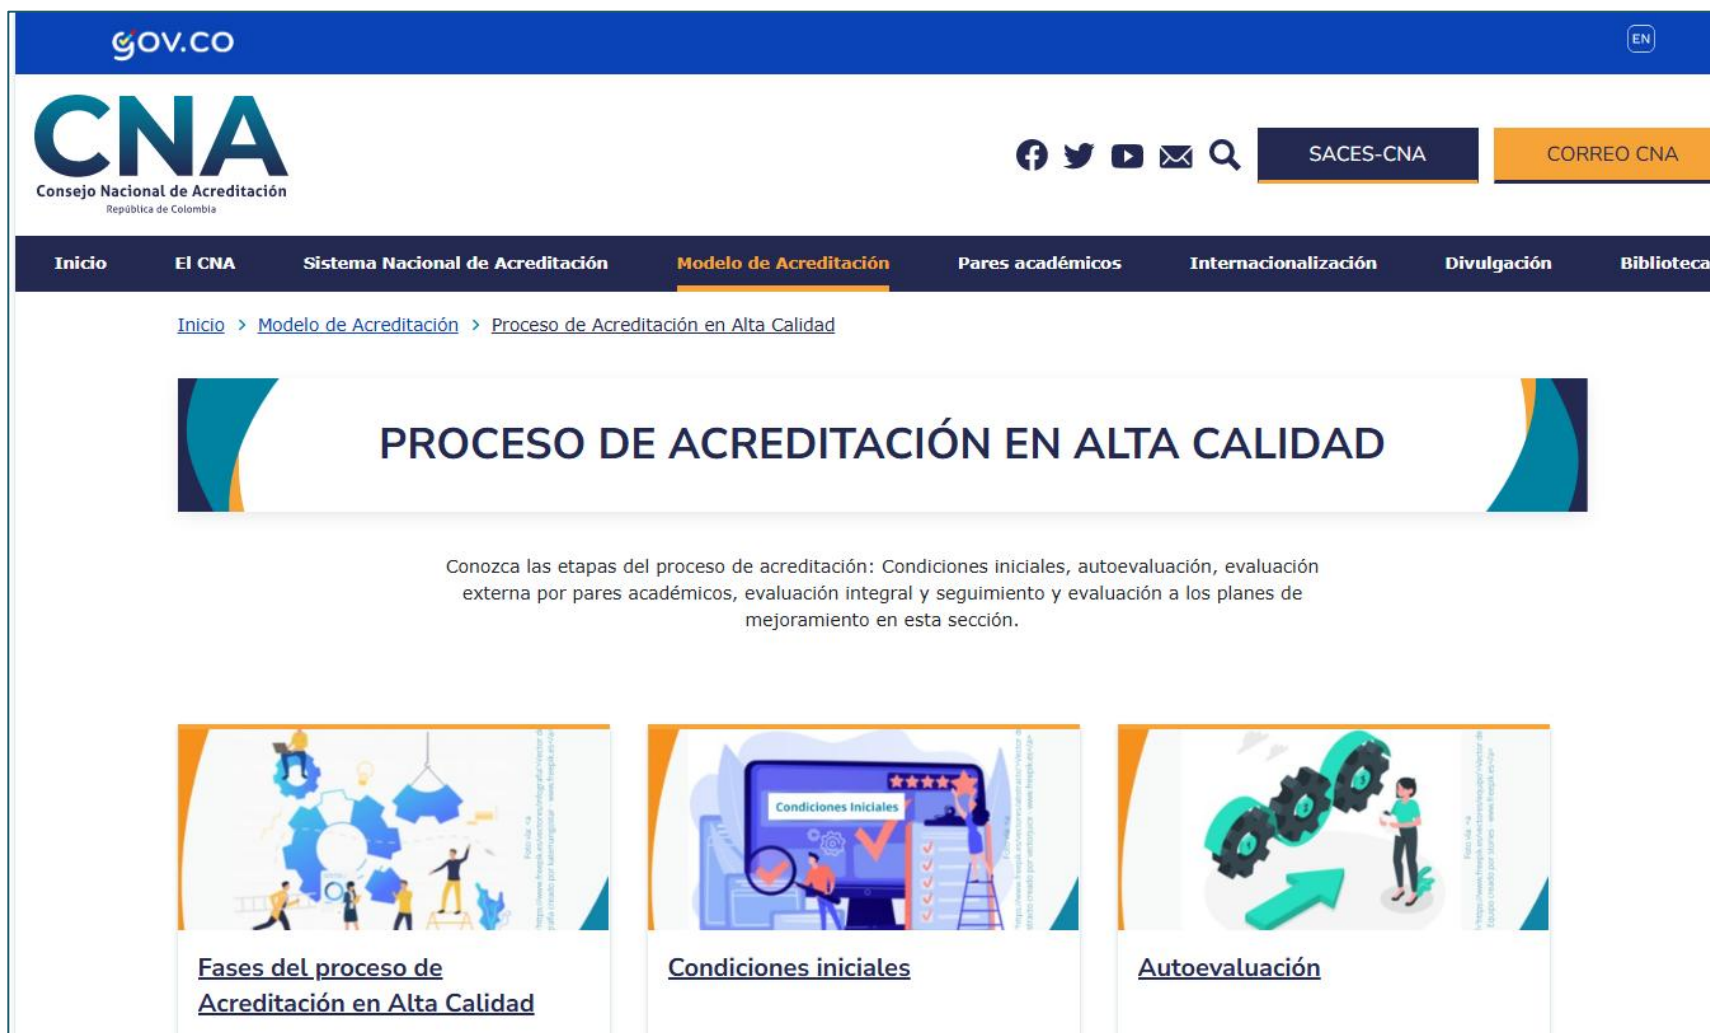 GOV.CO
EN
CNA
Consejo Nacional de Acreditación
República de Colombia
SACES-CNA
CORREO CNA
Inicio El CNA Sistema Nacional de Acreditación Modelo de Acreditación Pares académicos Internacionalización Divulgación Biblioteca
Inicio > Modelo de Acreditación > Proceso de Acreditación en Alta Calidad
PROCESO DE ACREDITACIÓN EN ALTA CALIDAD
Conozca las etapas del proceso de acreditación: Condiciones iniciales, autoevaluación, evaluación
externa por pares académicos, evaluación integral y seguimiento y evaluación a los planes de
mejoramiento en esta sección.
Condiciones Iniciales
Fases del proceso de
Acreditación en Alta Calidad
Condiciones iniciales
Autoevaluación